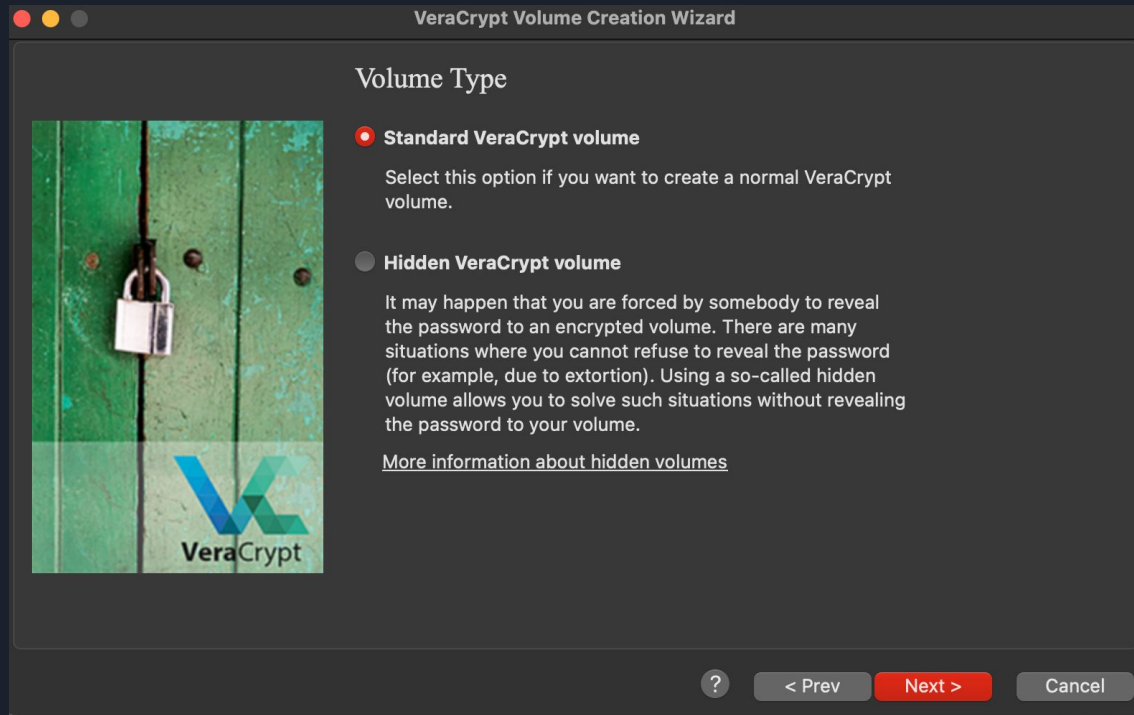 VeraCrypt Volume Creation Wizard
Volume Type
Standard VeraCrypt volume
Select this option if you want to create a normal VeraCrypt
volume.
Hidden VeraCrypt volume
It may happen that you are forced by somebody to reveal
the password to an encrypted volume. There are many
situations where you cannot refuse to reveal the password
(for example, due to extortion). Using a so-called hidden
volume allows you to solve such situations without revealing
the password to your volume.
More information about hidden volumes
VeraCrypt
?
< Prev
Next >
Cancel